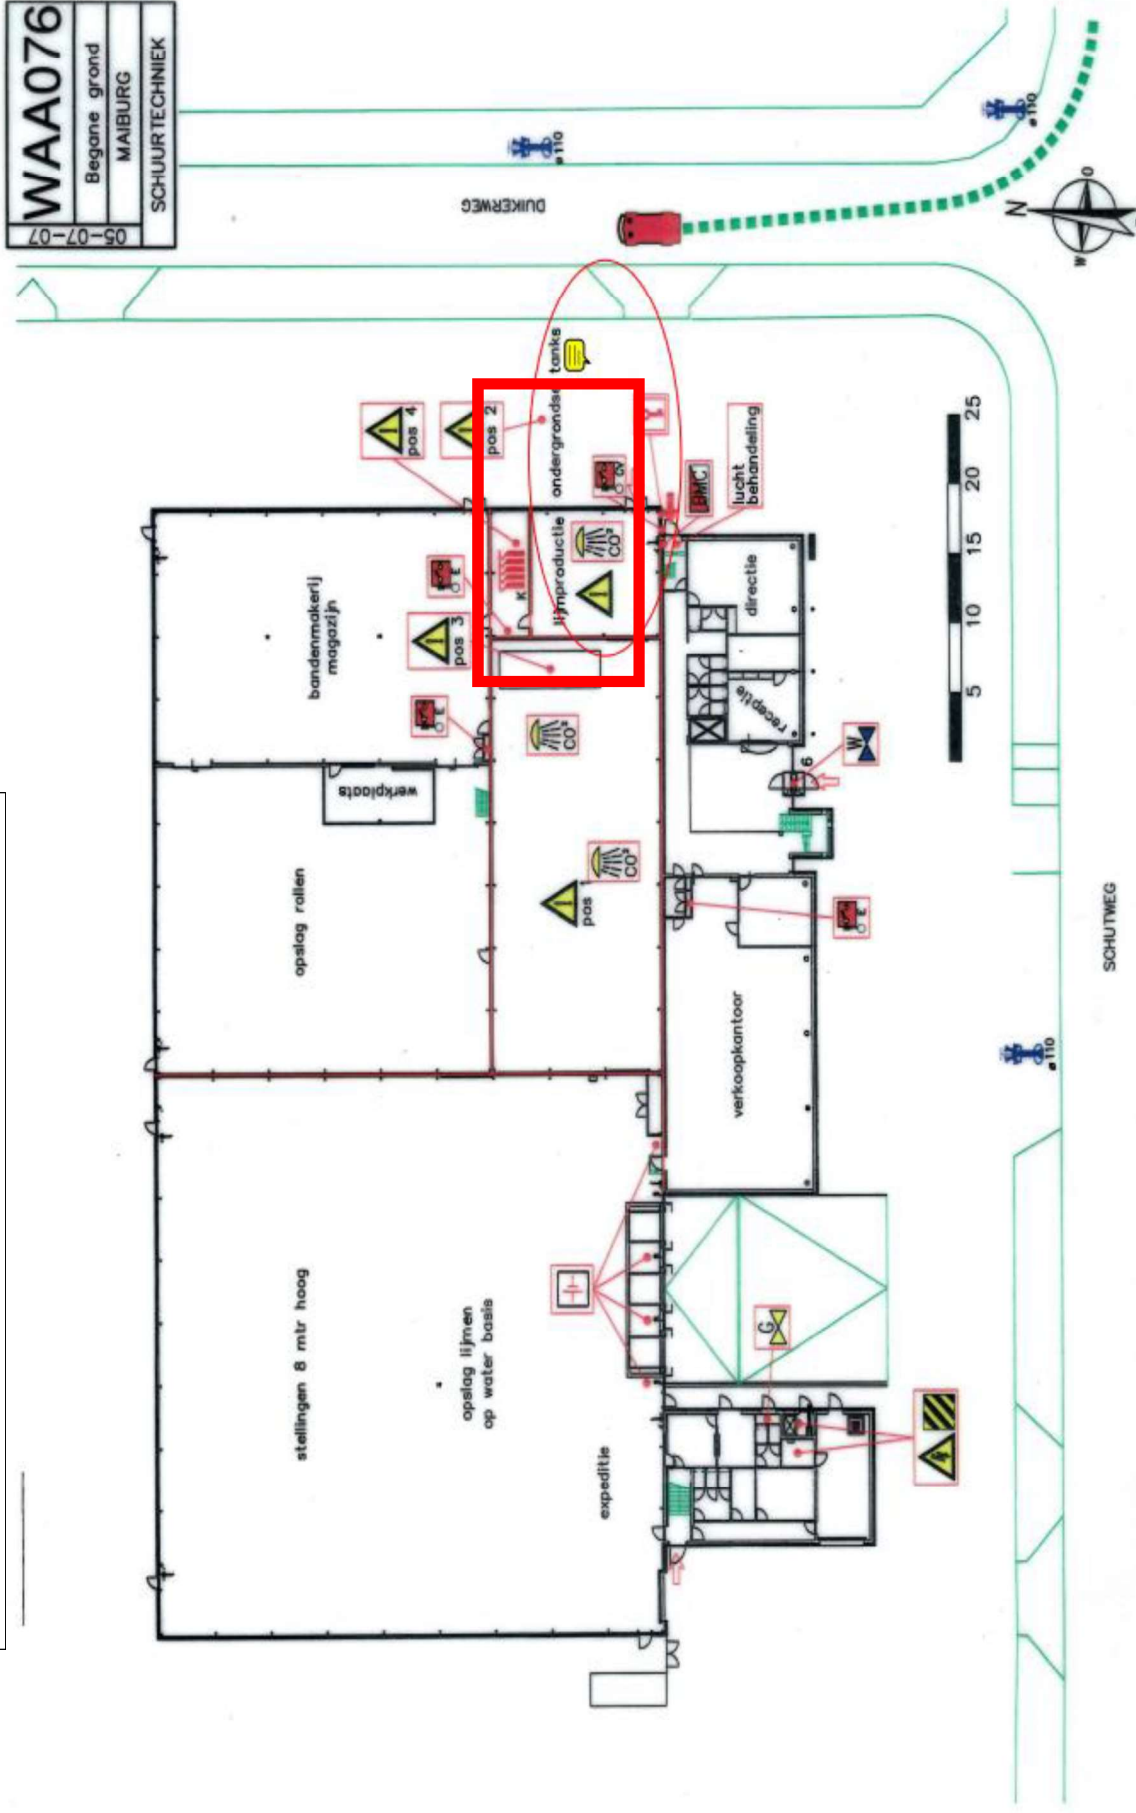 WAA076
Begane grond
MAIBURG
SCHUURTECHNIEK
05-07-07
DUIKERWEG
ø110
ø110
N
O
W
pos 4
pos 2
ondergrondse tanks
GV
BMC
lucht
behandeling
25
20
15
10
5
bandenmakerij
magazijn
E
pos 3
K
lijmproductie
CO²
directie
receptie
E
CO²
W
6
werkplaats
opslag rollen
pos 1
CO²
E
verkoopkantoor
SCHUTWEG
ø110
stellingen 8 mtr hoog
opslag lijmen
op water basis
expeditie
G